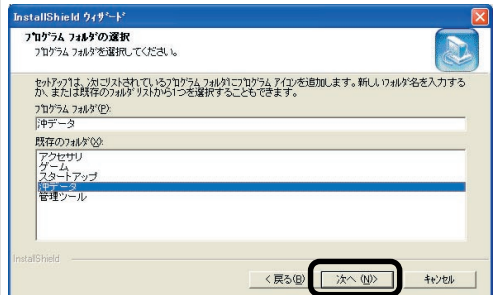 InstallShield ウィザード
プログラム フォルダの選択
プログラム フォルダを選択してください。
セットアップは、次にリストされているプログラム フォルダにプログラム アイコンを追加します。新しいフォルダ名を入力する
か、または既存のフォルダ リストから1つを選択することもできます。
プログラム フォルダ(P):
沖データ
既存のフォルダ(X):
アクセサリ
ゲーム
スタートアップ
沖データ
管理ツール
InstallShield
< 戻る(B)
次へ (N)>
キャンセル